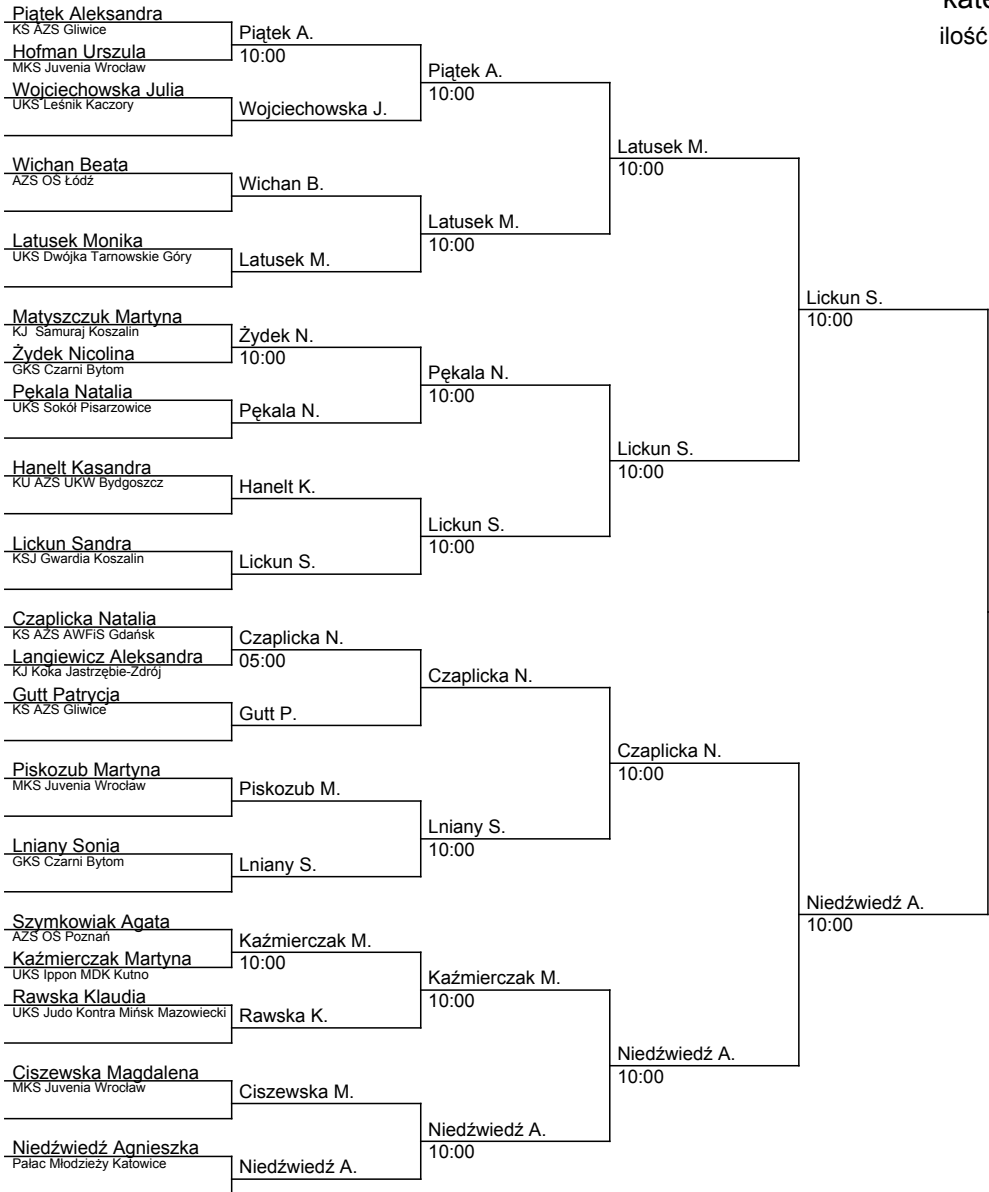 kate
ilość
Piątek Aleksandra
KS AZS Gliwice
Hofman Urszula
MKS Juvenia Wrocław
Wojciechowska Julia
UKS Leśnik Kaczory
Wichan Beata
AZS OŚ Łódź
Latusek Monika
UKS Dwójka Tarnowskie Góry
Matyszczuk Martyna
KJ Samuraj Koszalin
Żydek Nicolina
GKS Czarni Bytom
Pękala Natalia
UKS Sokół Pisarzowice
Hanelt Kasandra
KU AZS UKW Bydgoszcz
Lickun Sandra
KSJ Gwardia Koszalin
Czaplicka Natalia
KS AZS AWFiS Gdańsk
Langiewicz Aleksandra
KJ Koka Jastrzębie-Zdrój
Gutt Patrycja
KS AZS Gliwice
Piskozub Martyna
MKS Juvenia Wrocław
Lniany Sonia
GKS Czarni Bytom
Szymkowiak Agata
AZS OŚ Poznań
Kaźmierczak Martyna
UKS Ippon MDK Kutno
Rawska Klaudia
UKS Judo Kontra Mińsk Mazowiecki
Ciszewska Magdalena
MKS Juvenia Wrocław
Niedźwiedź Agnieszka
Pałac Młodzieży Katowice
Piątek A.
10:00
Wojciechowska J.
Wichan B.
Latusek M.
Żydek N.
10:00
Pękala N.
Hanelt K.
Lickun S.
Czaplicka N.
05:00
Gutt P.
Piskozub M.
Lniany S.
Kaźmierczak M.
10:00
Rawska K.
Ciszewska M.
Niedźwiedź A.
Piątek A.
10:00
Latusek M.
10:00
Pękala N.
10:00
Lickun S.
10:00
Czaplicka N.
Lniany S.
10:00
Kaźmierczak M.
10:00
Niedźwiedź A.
10:00
Latusek M.
10:00
Lickun S.
10:00
Czaplicka N.
10:00
Niedźwiedź A.
10:00
Lickun S.
10:00
Niedźwiedź A.
10:00